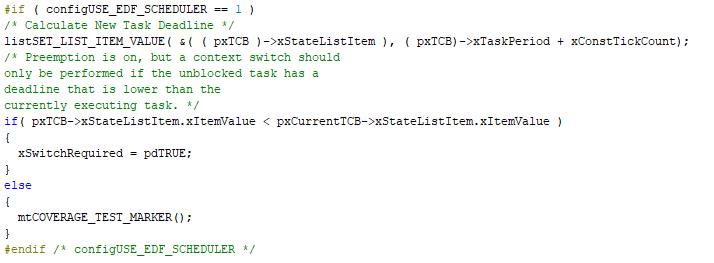 #if ( configUSE_EDF_SCHEDULER == 1 )
/* Calculate New Task Deadline */
listSET_LIST_ITEM_VALUE( &( ( pxTCB )->xStateListItem ), ( pxTCB)->xTaskPeriod + xConstTickCount);
/* Preemption is on, but a context switch should
only be performed if the unblocked task has a
deadline that is lower than the
currently executing task. */
if( pxTCB->xStateListItem.xItemValue < pxCurrentTCB->xStateListItem.xItemValue )
{
  xSwitchRequired = pdTRUE;
}
else
{
  mtCOVERAGE_TEST_MARKER();
}
#endif /* configUSE_EDF_SCHEDULER */